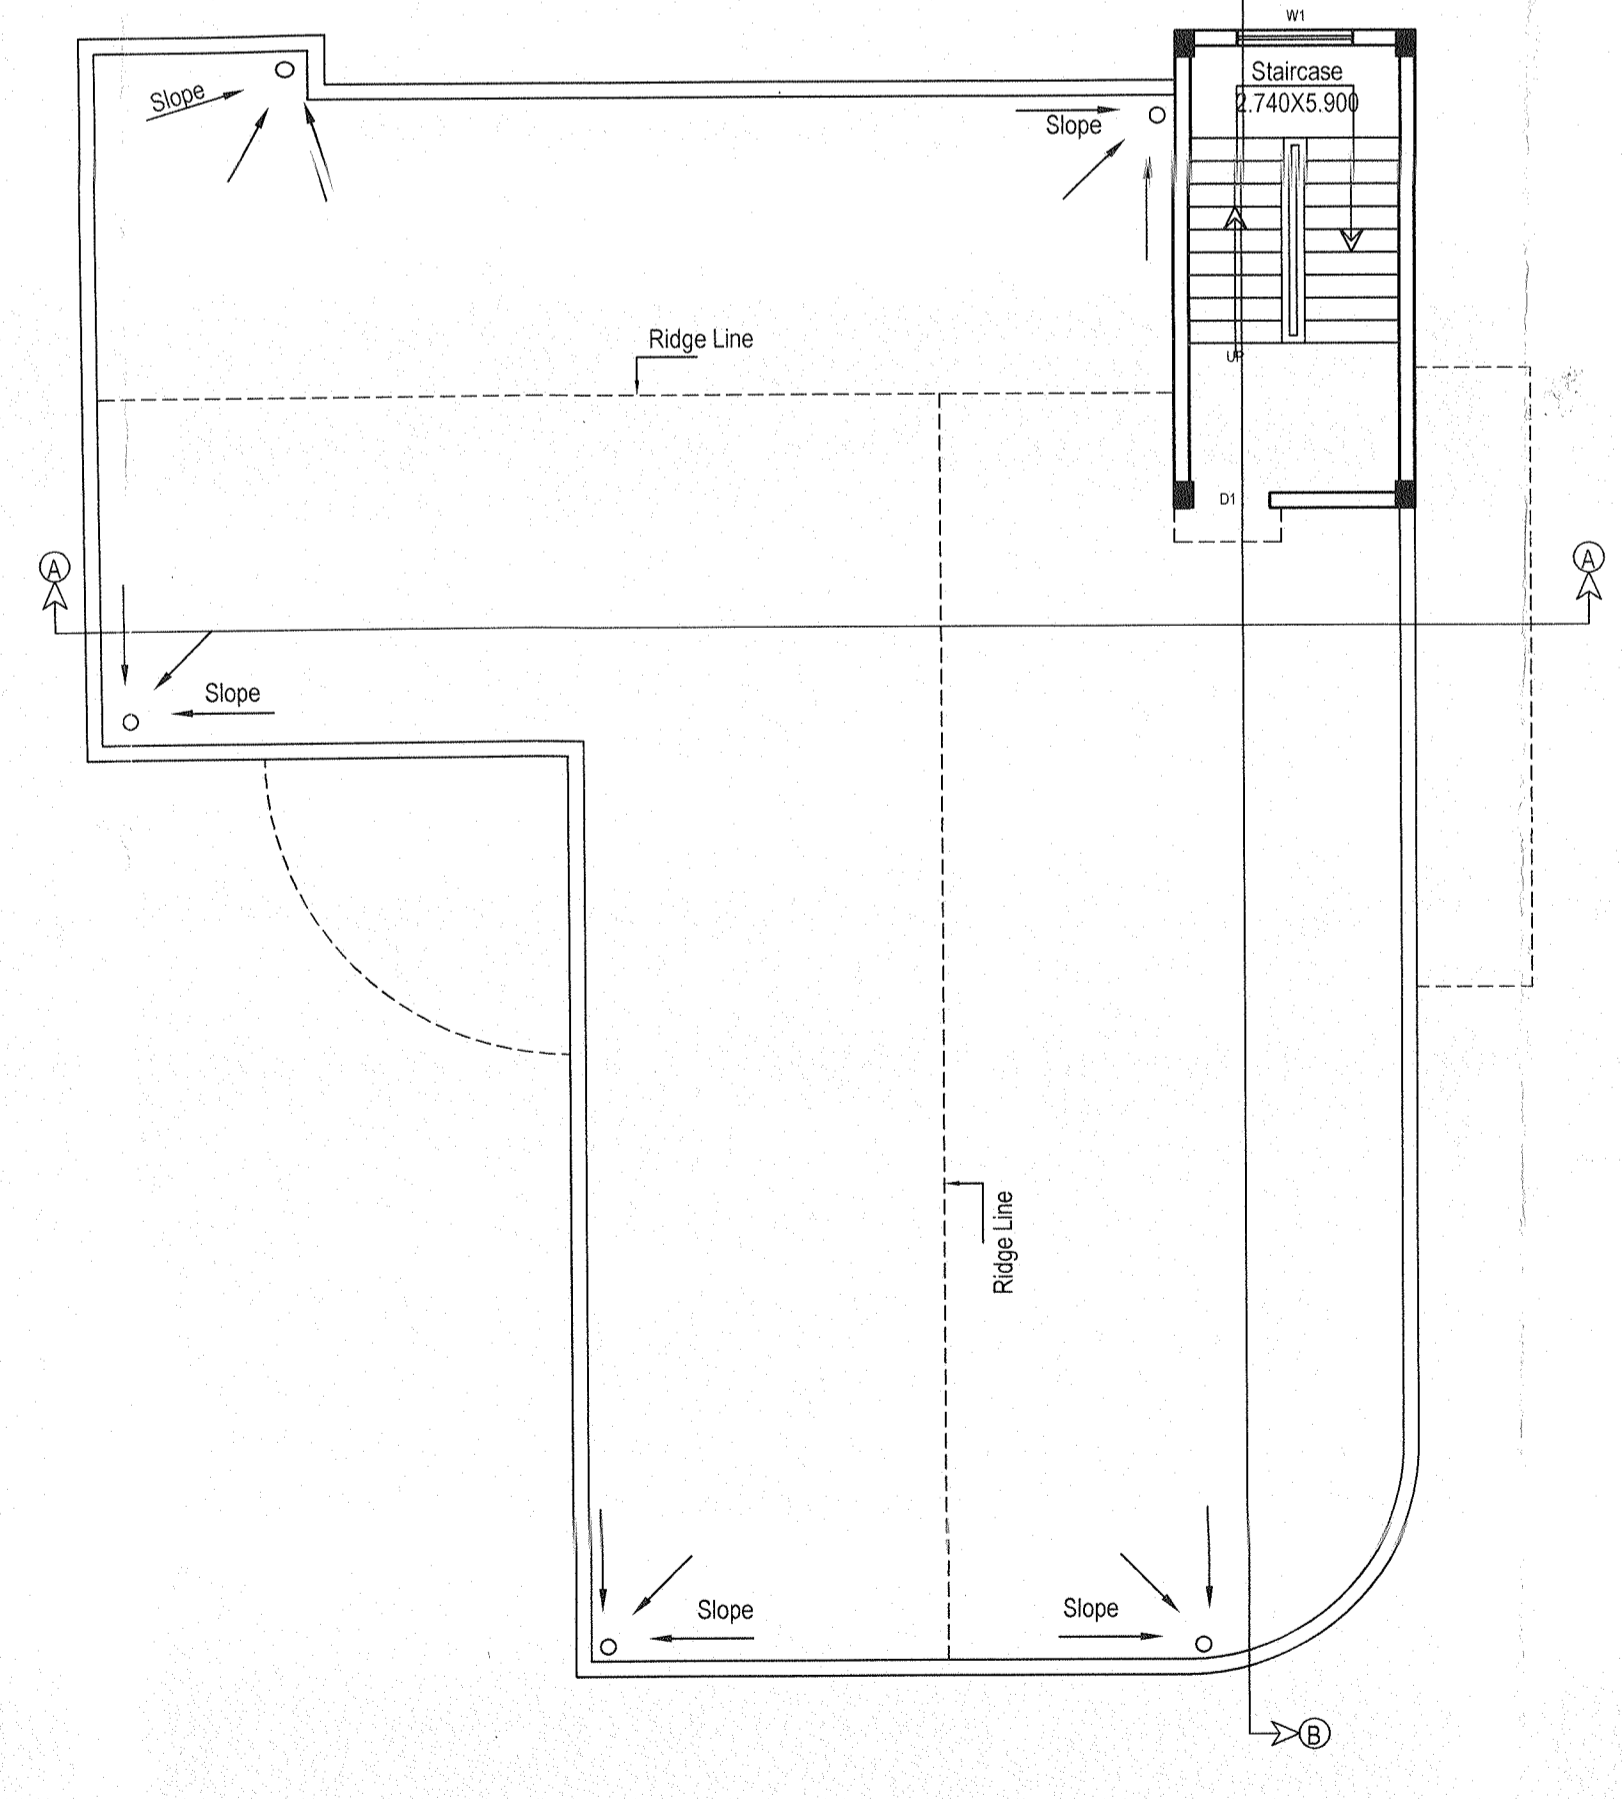 W1
Staircase
2.740X5.900
Slope
Slope
Ridge Line
UP
D1
A
A
Slope
Ridge Line
Slope
Slope
B